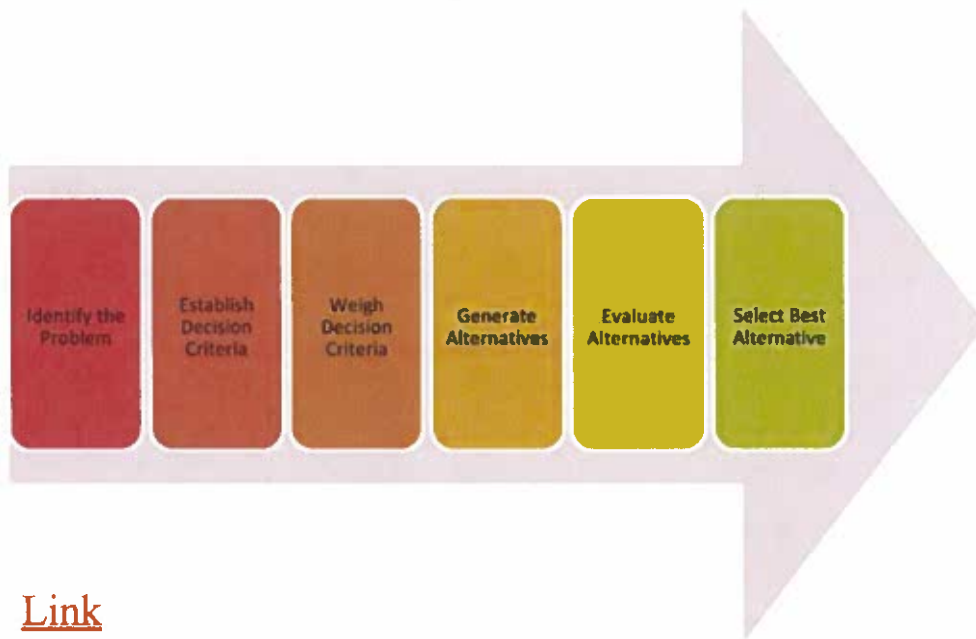 Identify the
Problem
Establish
Decision
Criteria
Weigh
Decision
Criteria
Generate
Alternatives
Evaluate
Alternatives
Select Best
Alternative
Link